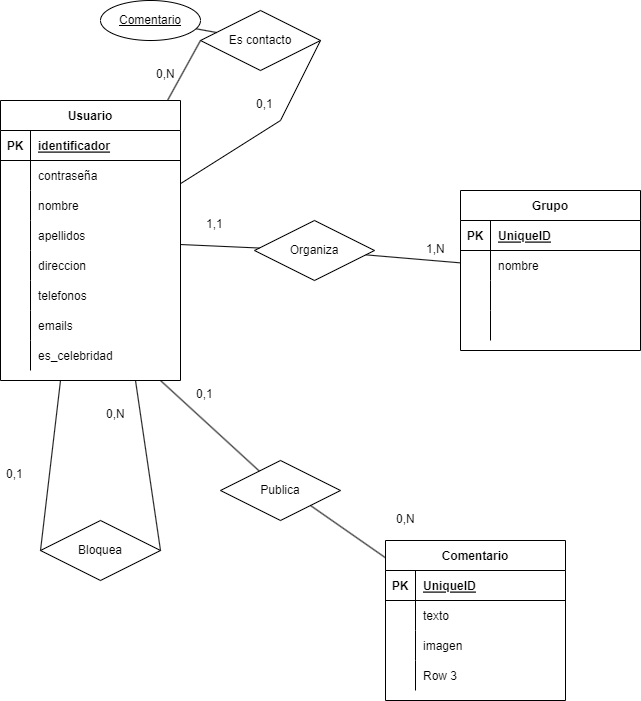 Comentario
Es contacto
0,N
0,1
Usuario
PK identificador
contraseña
nombre
apellidos
direccion
telefonos
emails
es_celebridad
1,1
Organiza
1,N
Grupo
PK UniqueID
nombre
0,1
0,N
0,1
Bloquea
Publica
0,N
Comentario
PK UniqueID
texto
imagen
Row 3